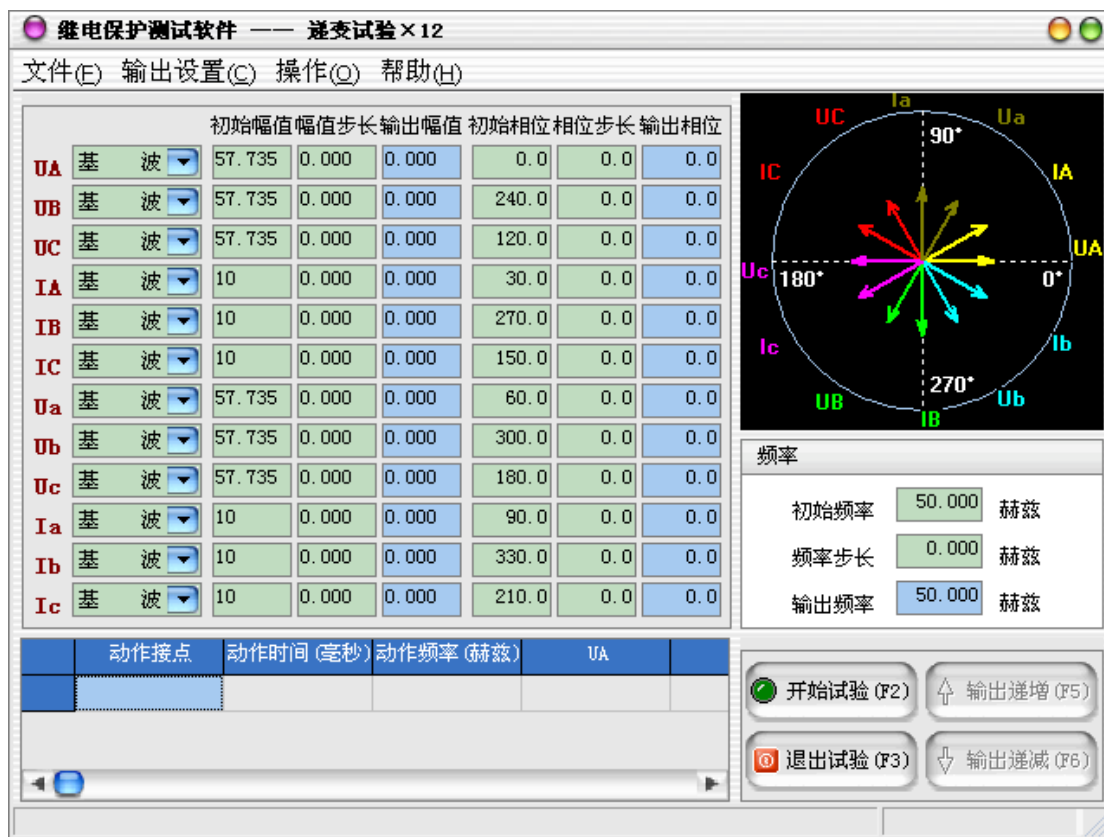 继电保护测试软件 —— 递变试验×12
文件(F) 输出设置(C) 操作(O) 帮助(H)
初始幅值 幅值步长 输出幅值 初始相位 相位步长 输出相位
UA 基 波 57.735 0.000 0.000 0.0 0.0 0.0
UB 基 波 57.735 0.000 0.000 240.0 0.0 0.0
UC 基 波 57.735 0.000 0.000 120.0 0.0 0.0
IA 基 波 10 0.000 0.000 30.0 0.0 0.0
IB 基 波 10 0.000 0.000 270.0 0.0 0.0
IC 基 波 10 0.000 0.000 150.0 0.0 0.0
Ua 基 波 57.735 0.000 0.000 60.0 0.0 0.0
Ub 基 波 57.735 0.000 0.000 300.0 0.0 0.0
Uc 基 波 57.735 0.000 0.000 180.0 0.0 0.0
Ia 基 波 10 0.000 0.000 90.0 0.0 0.0
Ib 基 波 10 0.000 0.000 330.0 0.0 0.0
Ic 基 波 10 0.000 0.000 210.0 0.0 0.0
Ia
UC Ua
90°
IC IA
UA
Uc 180° 0°
Ic Ib
270°
UB Ub
IB
频率
初始频率 50.000 赫兹
频率步长 0.000 赫兹
输出频率 50.000 赫兹
动作接点 动作时间(毫秒) 动作频率(赫兹) UA
开始试验(F2) 输出递增(F5)
退出试验(F3) 输出递减(F6)